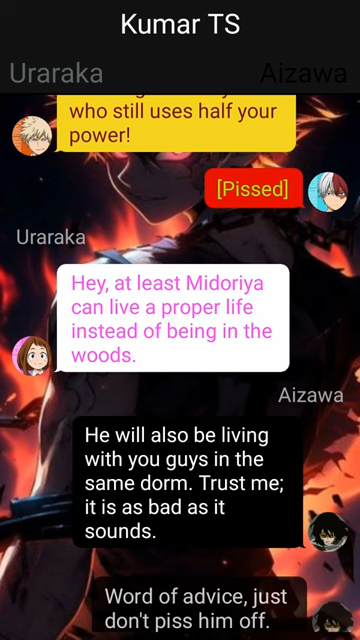 Kumar TS
Uraraka
Aizawa
who still uses half your
power!
[Pissed]
Uraraka
Hey, at least Midoriya
can live a proper life
instead of being in the
woods.
Aizawa
He will also be living
with you guys in the
same dorm. Trust me;
it is as bad as it
sounds.
Word of advice, just
don't piss him off.